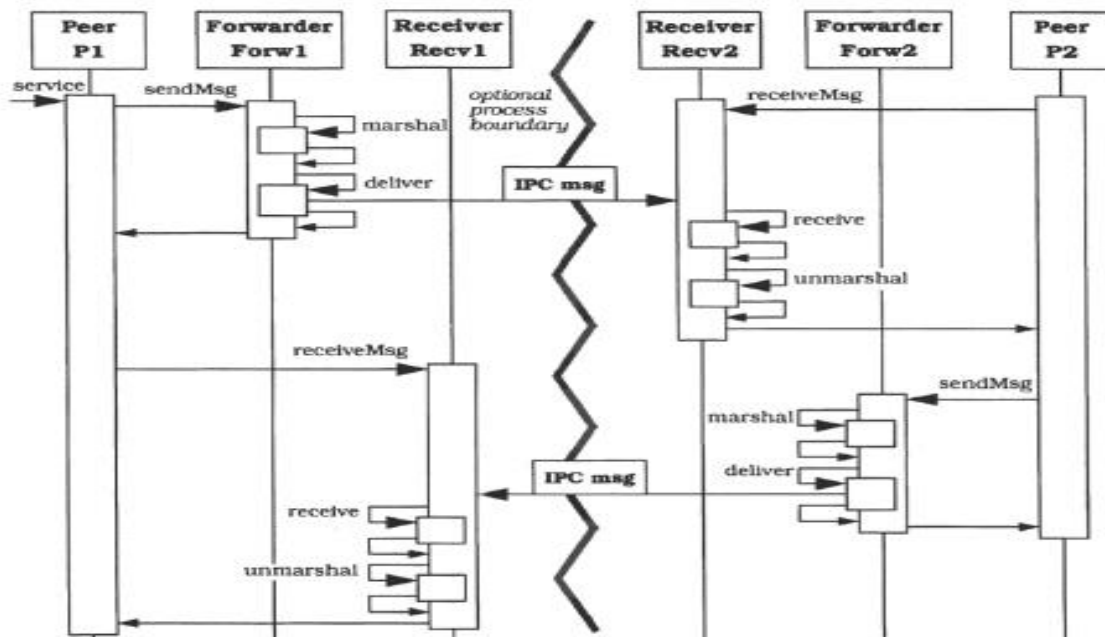 Peer
P1
Forwarder
Forw1
Receiver
Recv1
Receiver
Recv2
Forwarder
Forw2
Peer
P2
service
sendMsg
marshal
deliver
optional
process
boundary
IPC msg
receiveMsg
receive
unmarshal
receiveMsg
sendMsg
marshal
deliver
IPC msg
receive
unmarshal